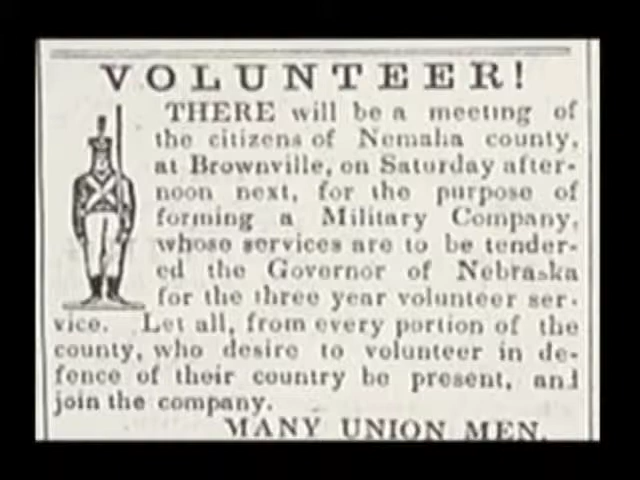 VOLUNTEER!
THERE will be a meeting of
the citizens of Nemaha county,
at Brownville, on Saturday after-
noon next, for the purpose of
forming a Military Company,
whose services are to be tender-
ed the Governor of Nebraska
for the three year volunteer ser-
vice. Let all, from every portion of the
county, who desire to volunteer in de-
fence of their country be present, and
join the company.
MANY UNION MEN.